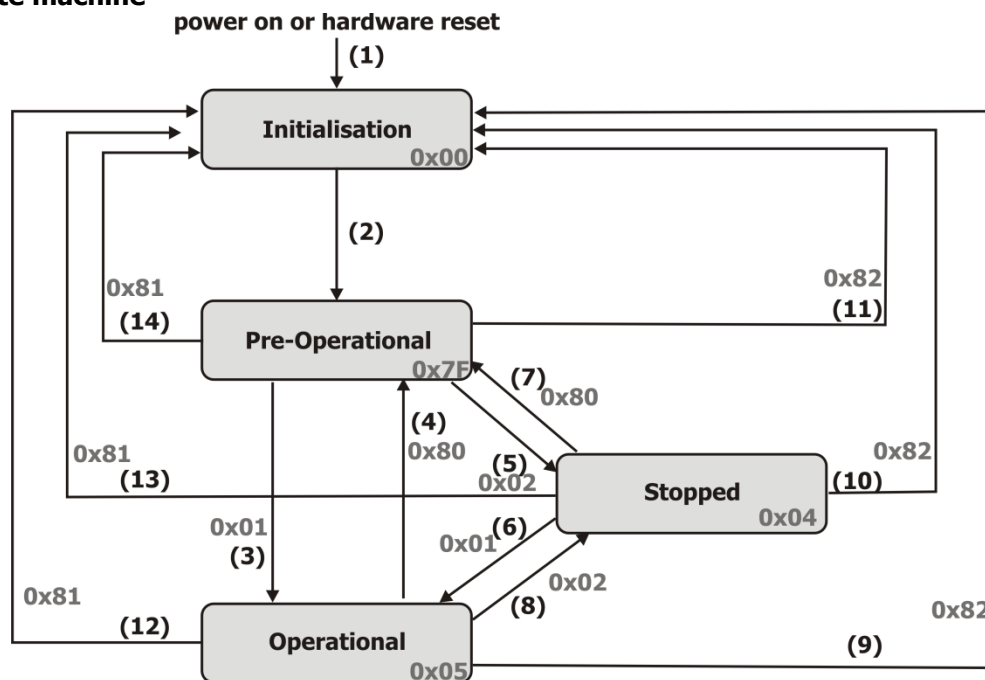 power on or hardware reset
(1)
Initialisation
0x00
(2)
0x81
(14)
0x82
(11)
Pre-Operational
0x7F
(7)
0x80
(4)
0x80
(5)
0x02
0x81
(13)
0x82
(10)
Stopped
0x04
0x01
(3)
(6)
0x01
0x02
(8)
0x81
(12)
0x82
(9)
Operational
0x05